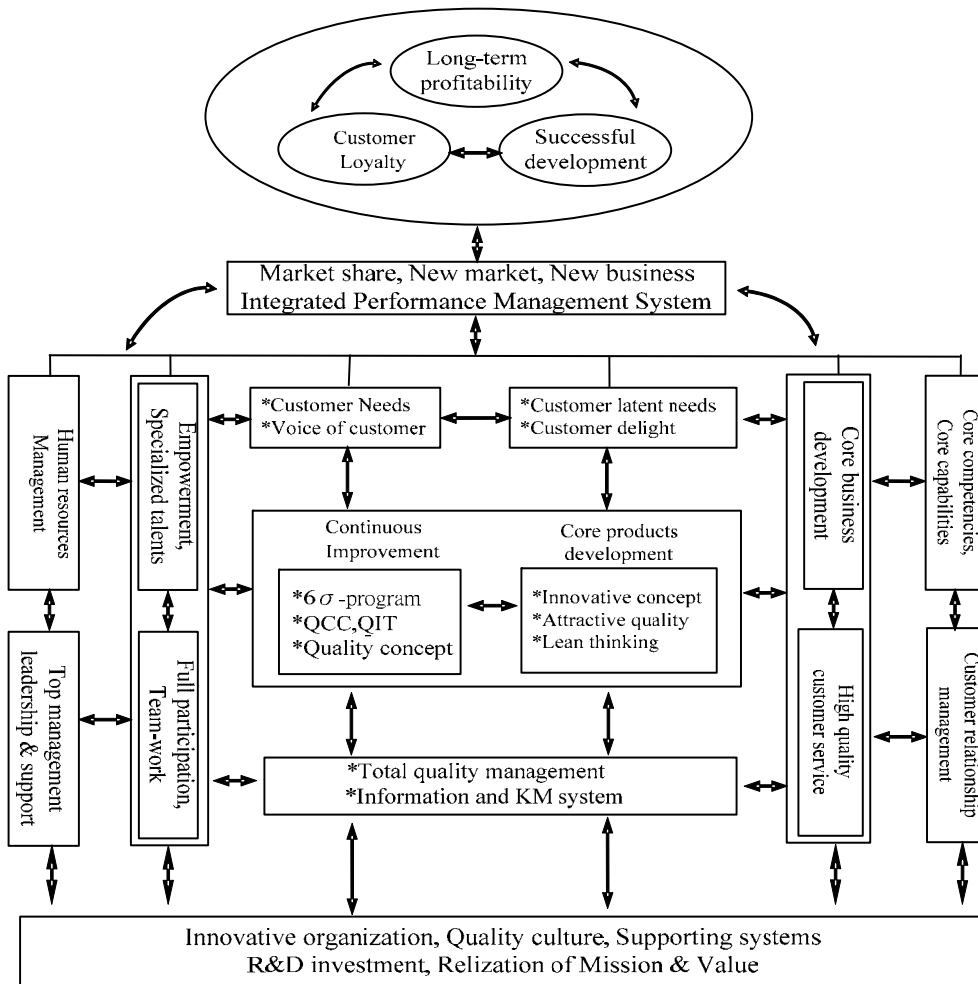 Long-term
profitability
Customer
Loyalty
Successful
development
Market share, New market, New business
Integrated Performance Management System
Human resources
Management
Empowerment,
Specialized talents
*Customer Needs
*Voice of customer
*Customer latent needs
*Customer delight
Core business
development
Core competencies,
Core capabilities
Continuous
Improvement
*6σ-program
*QCC,QIT
*Quality concept
Core products
development
*Innovative concept
*Attractive quality
*Lean thinking
Top management
leadership & support
Full participation,
Team-work
High quality
customer service
Customer relationship
management
*Total quality management
*Information and KM system
Innovative organization, Quality culture, Supporting systems
R&D investment, Relization of Mission & Value